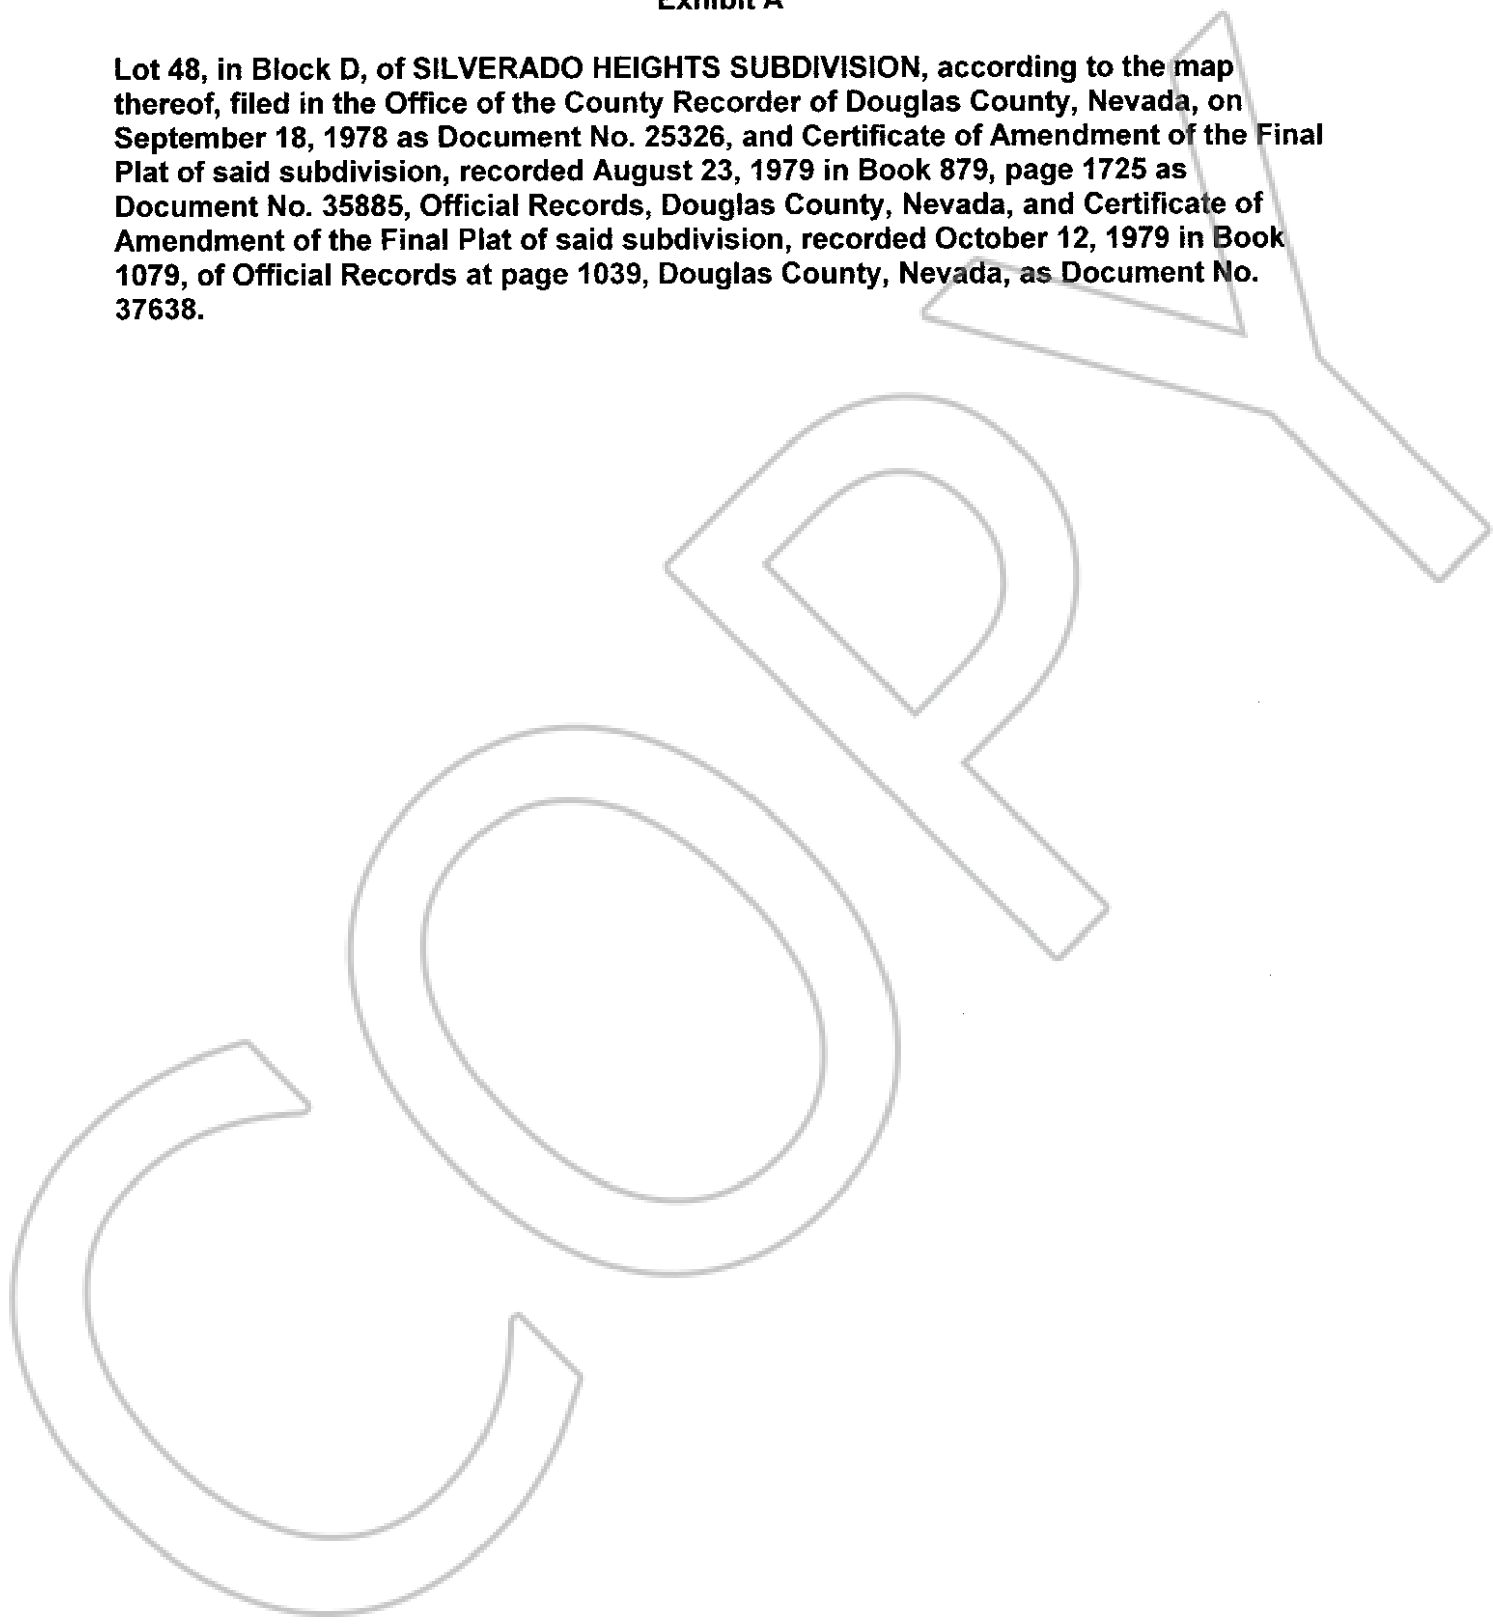 Exhibit A
Lot 48, in Block D, of SILVERADO HEIGHTS SUBDIVISION, according to the map
thereof, filed in the Office of the County Recorder of Douglas County, Nevada, on
September 18, 1978 as Document No. 25326, and Certificate of Amendment of the Final
Plat of said subdivision, recorded August 23, 1979 in Book 879, page 1725 as
Document No. 35885, Official Records, Douglas County, Nevada, and Certificate of
Amendment of the Final Plat of said subdivision, recorded October 12, 1979 in Book
1079, of Official Records at page 1039, Douglas County, Nevada, as Document No.
37638.
COPY